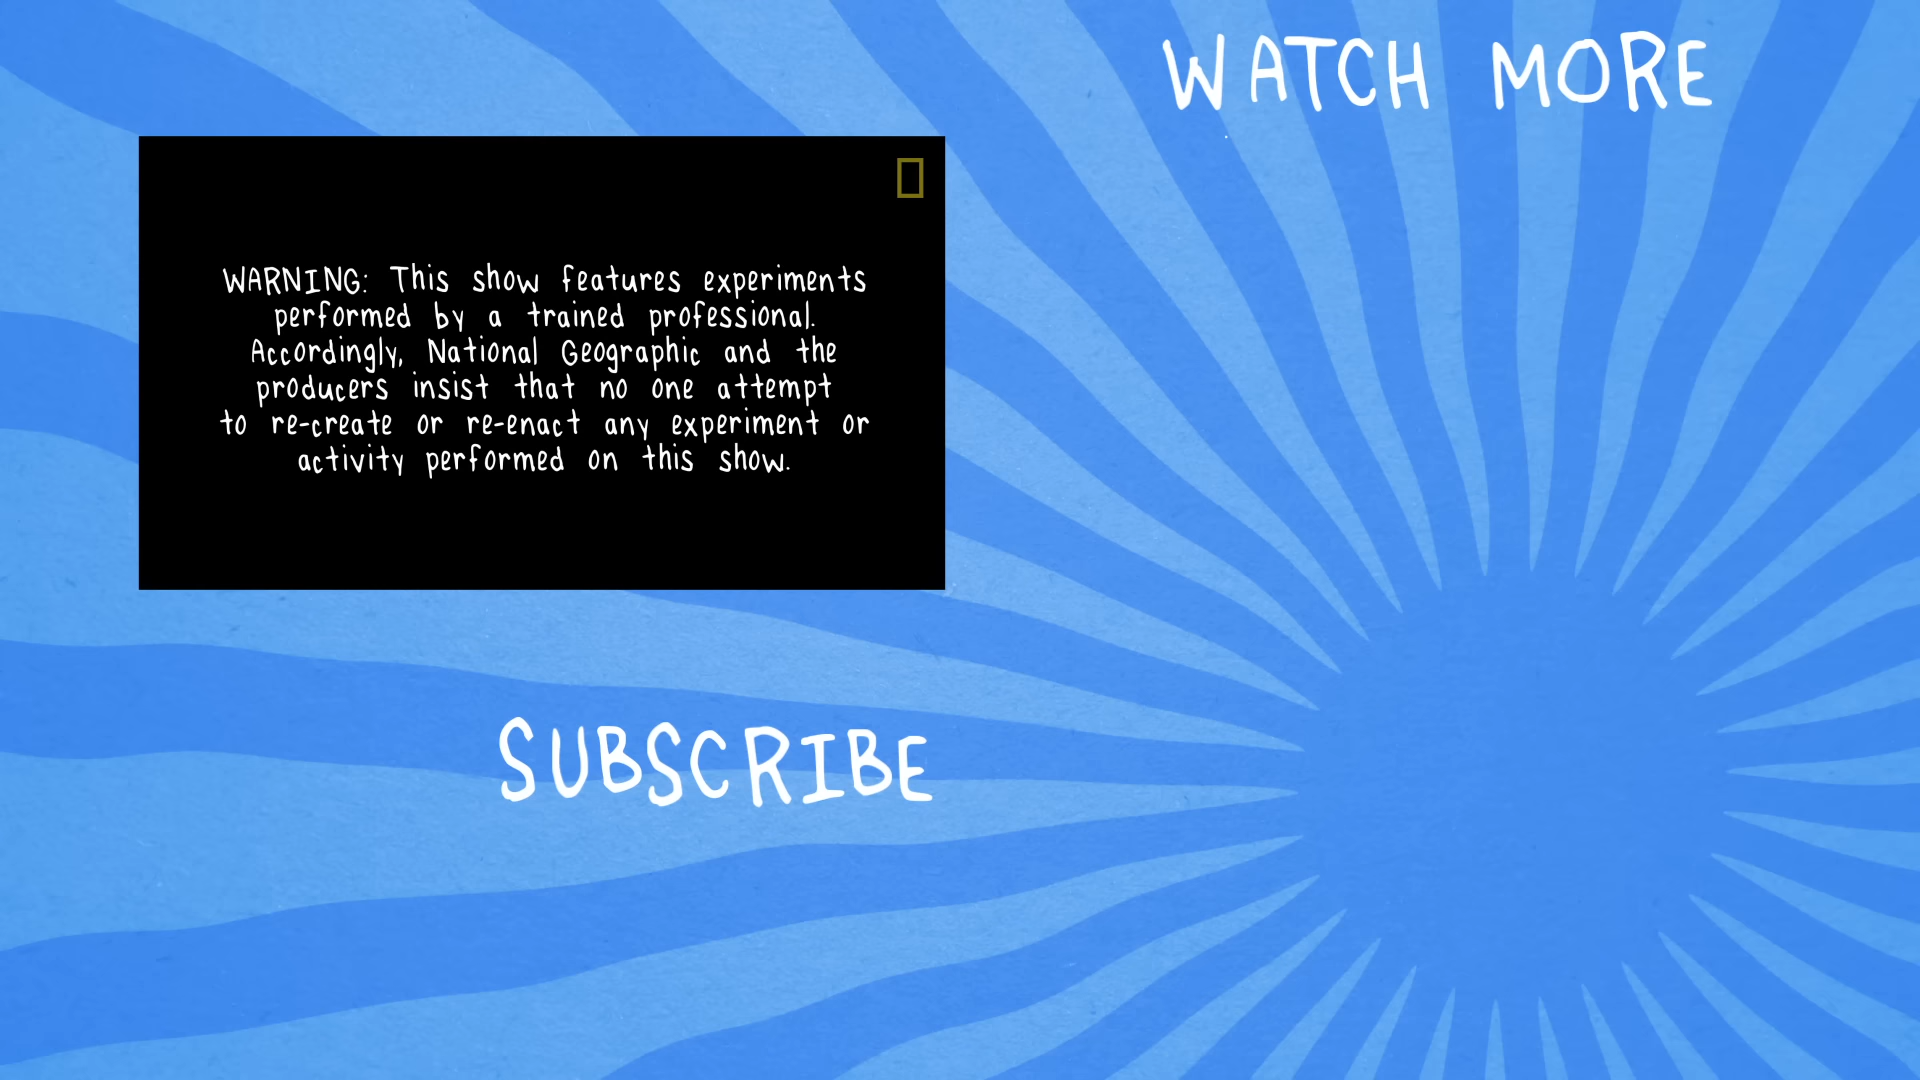 WATCH MORE
WARNING: This show features experiments
performed by a trained professional.
Accordingly, National Geographic and the
producers insist that no one attempt
to re-create or re-enact any experiment or
activity performed on this show.
SUBSCRIBE